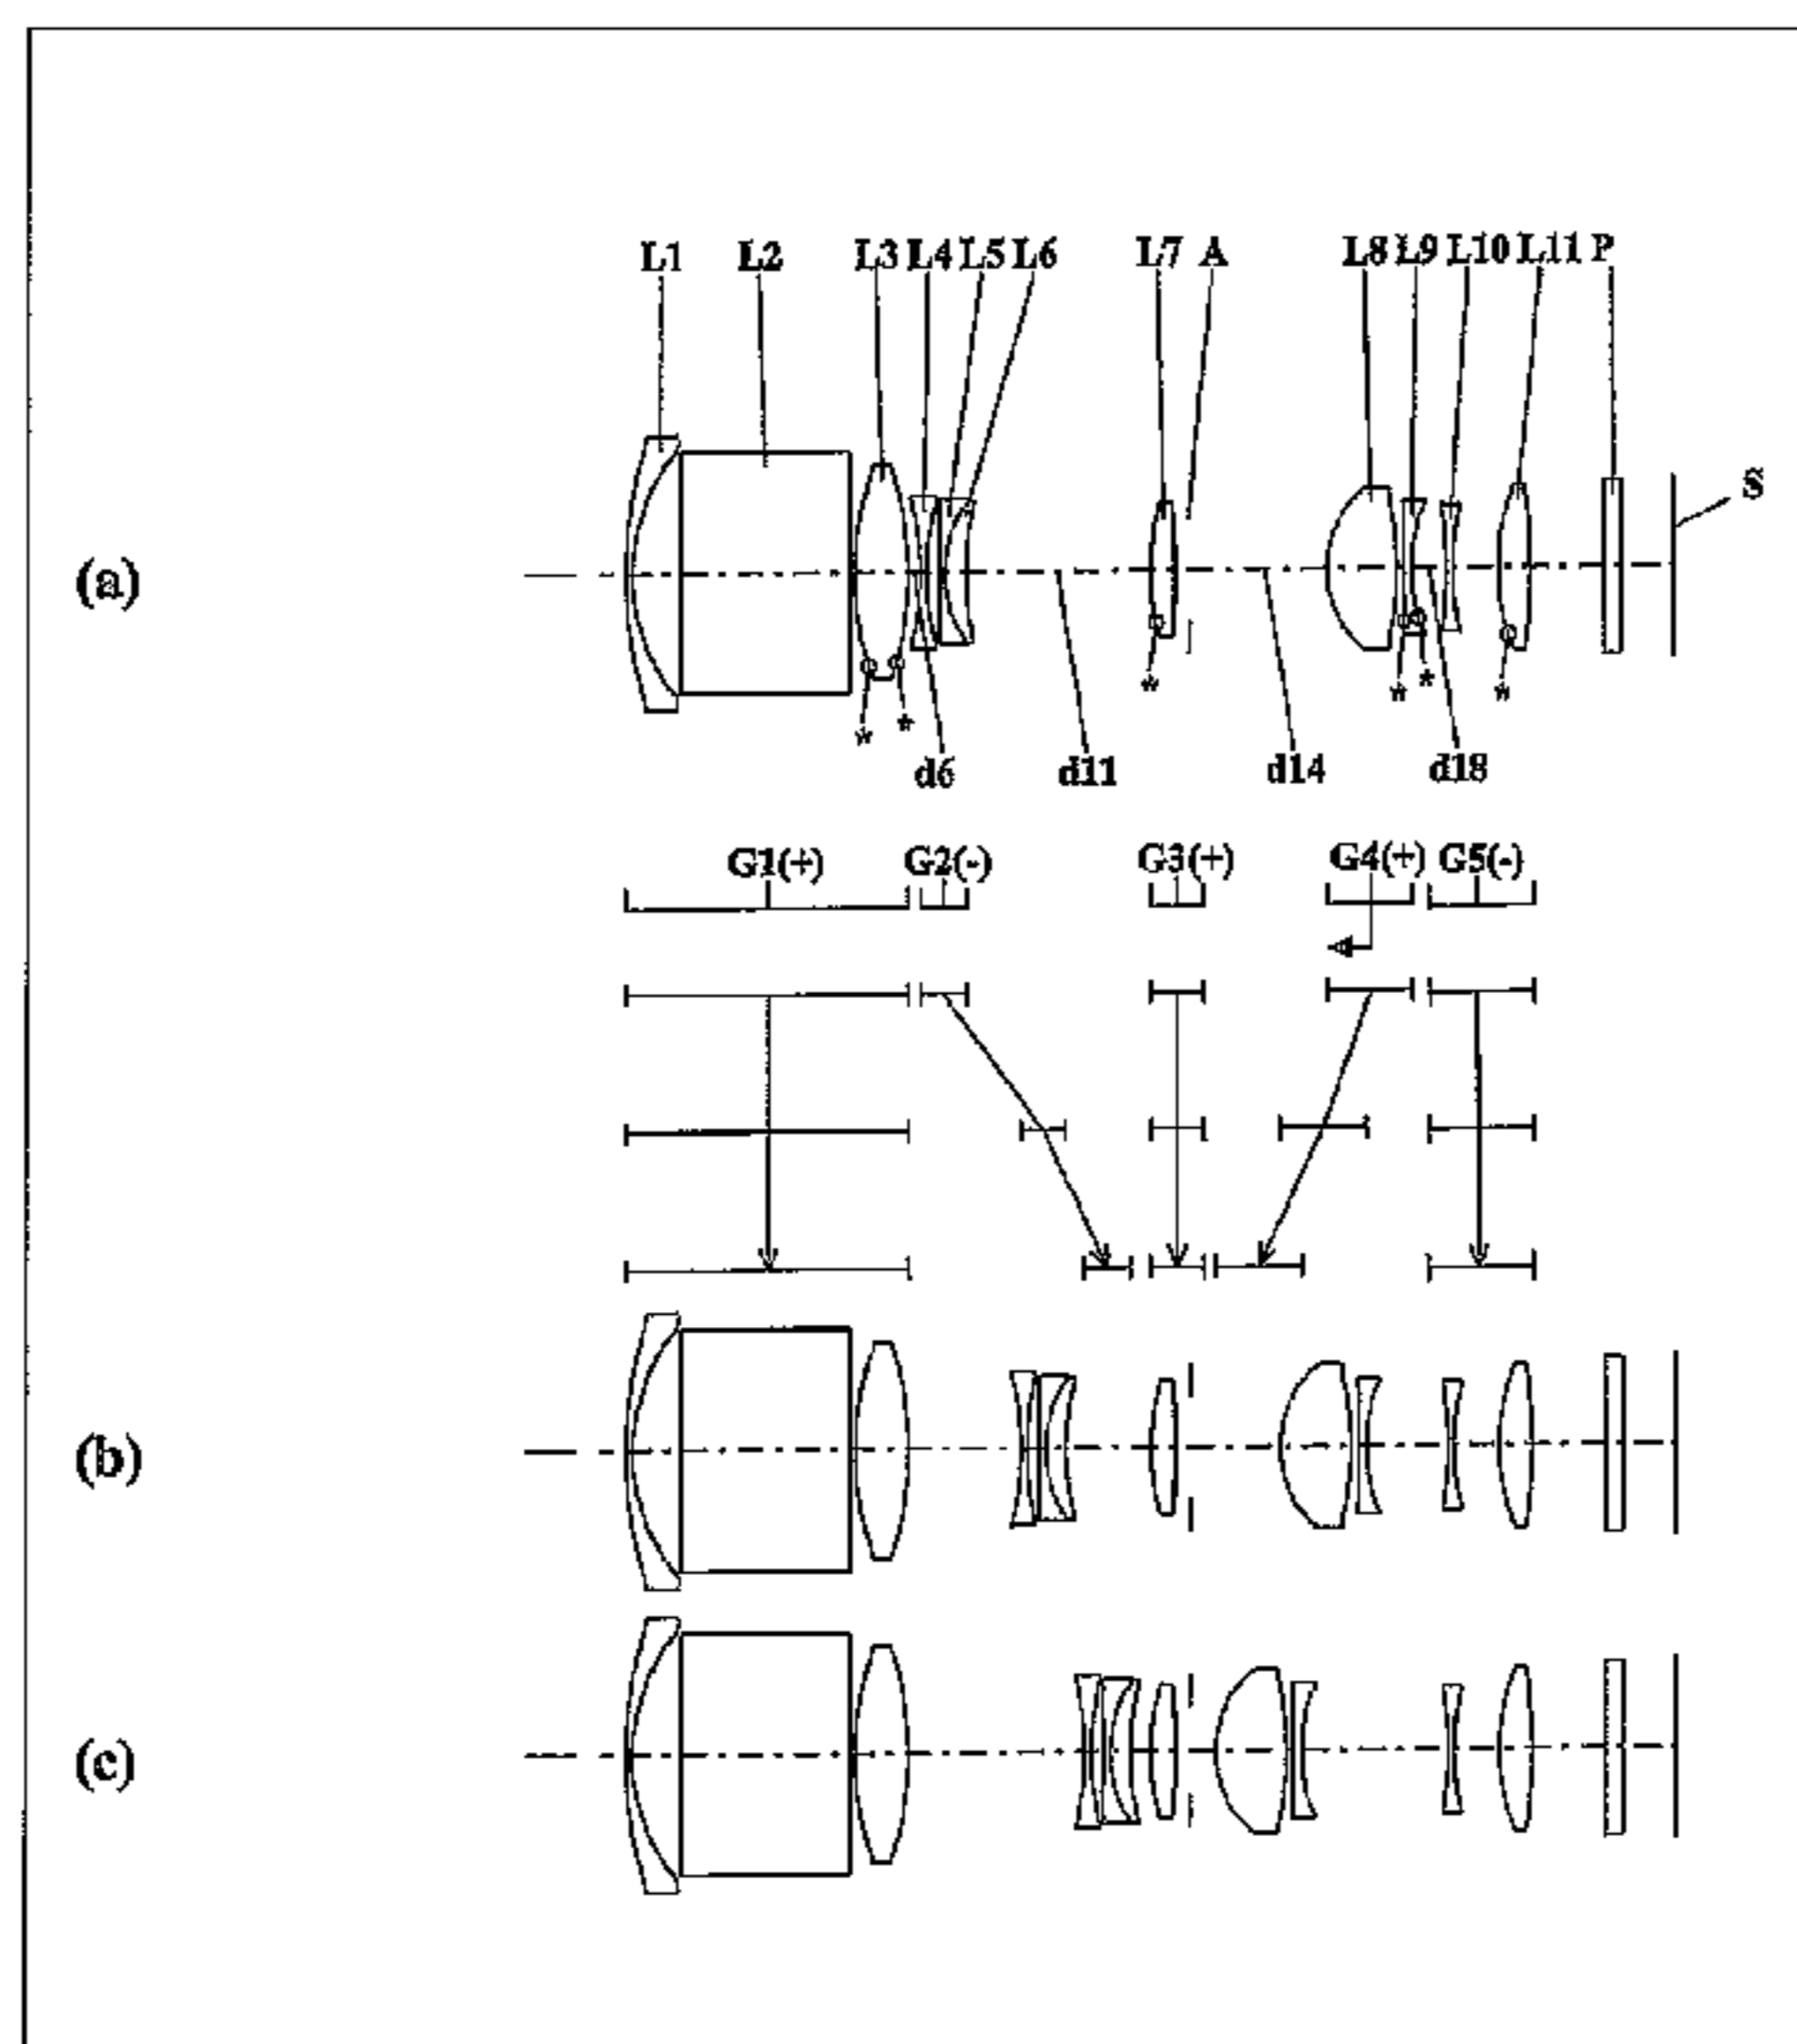 L1 L2 L3 L4 L5 L6 L7 A L8 L9 L10 L11 P
S
(a)
* * * * * *
d6 d11 d14 d18
G1(+) G2(-) G3(+) G4(+) G5(-)
(b)
(c)